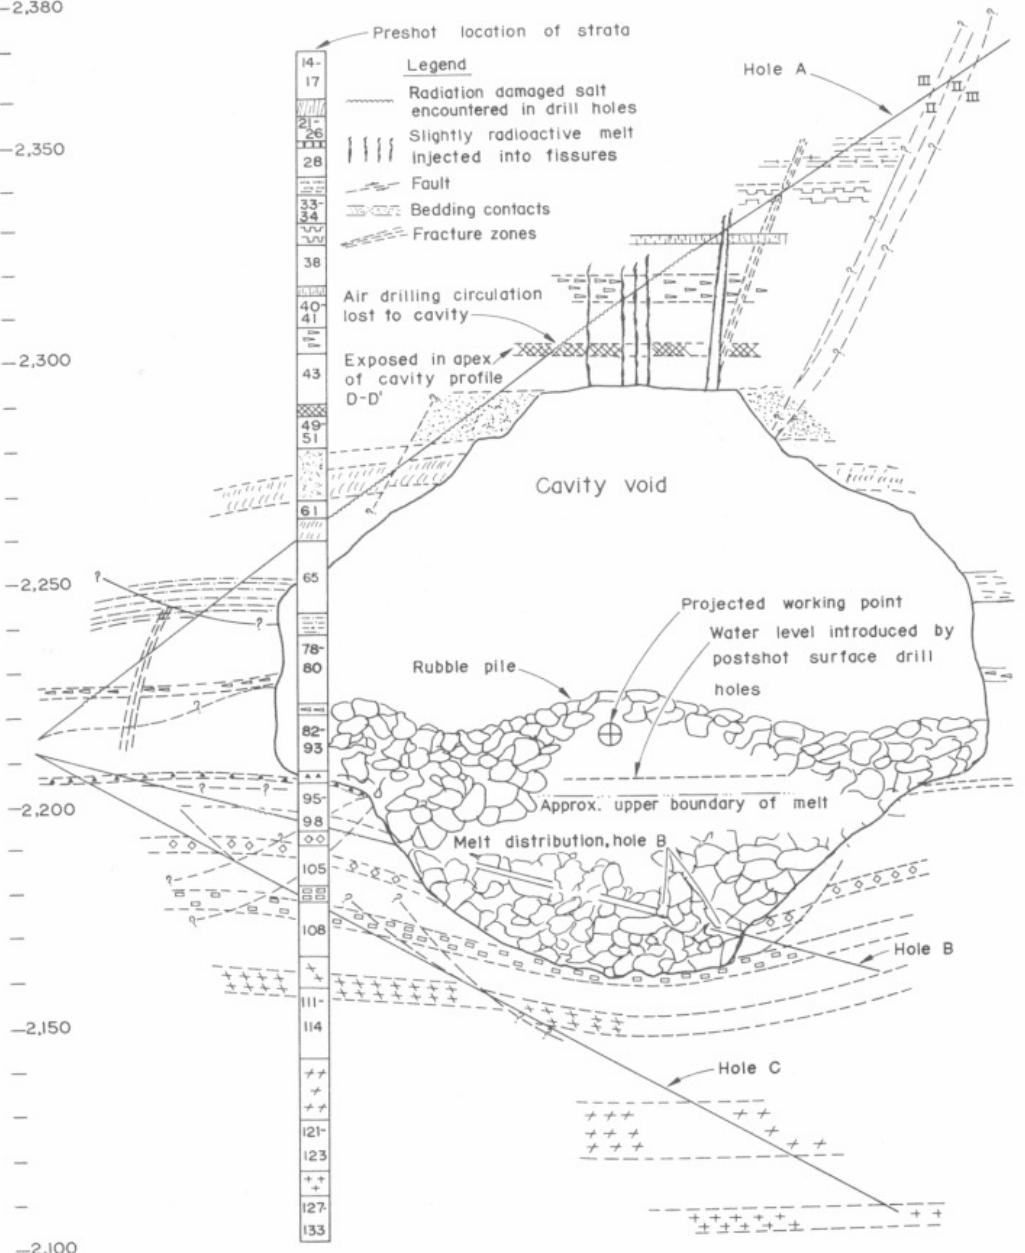 2,380
Preshot location of strata
Legend
Radiation damaged salt
encountered in drill holes
Slightly radioactive melt
injected into fissures
Fault
Bedding contacts
Fracture zones
Hole A
III
II
II
III
14-
17
21-
26
2,350
28
33-
34
38
Air drilling circulation
lost to cavity
40-
41
2,300
Exposed in apex
of cavity profile
D-D'
43
49-
51
Cavity void
61
2,250
65
Projected working point
Water level introduced by
postshot surface drill
holes
78-
80
Rubble pile
82-
93
2,200
95-
98
Approx. upper boundary of melt
Melt distribution, hole B
105
108
Hole B
111-
114
2,150
Hole C
121-
123
127-
133
2,100